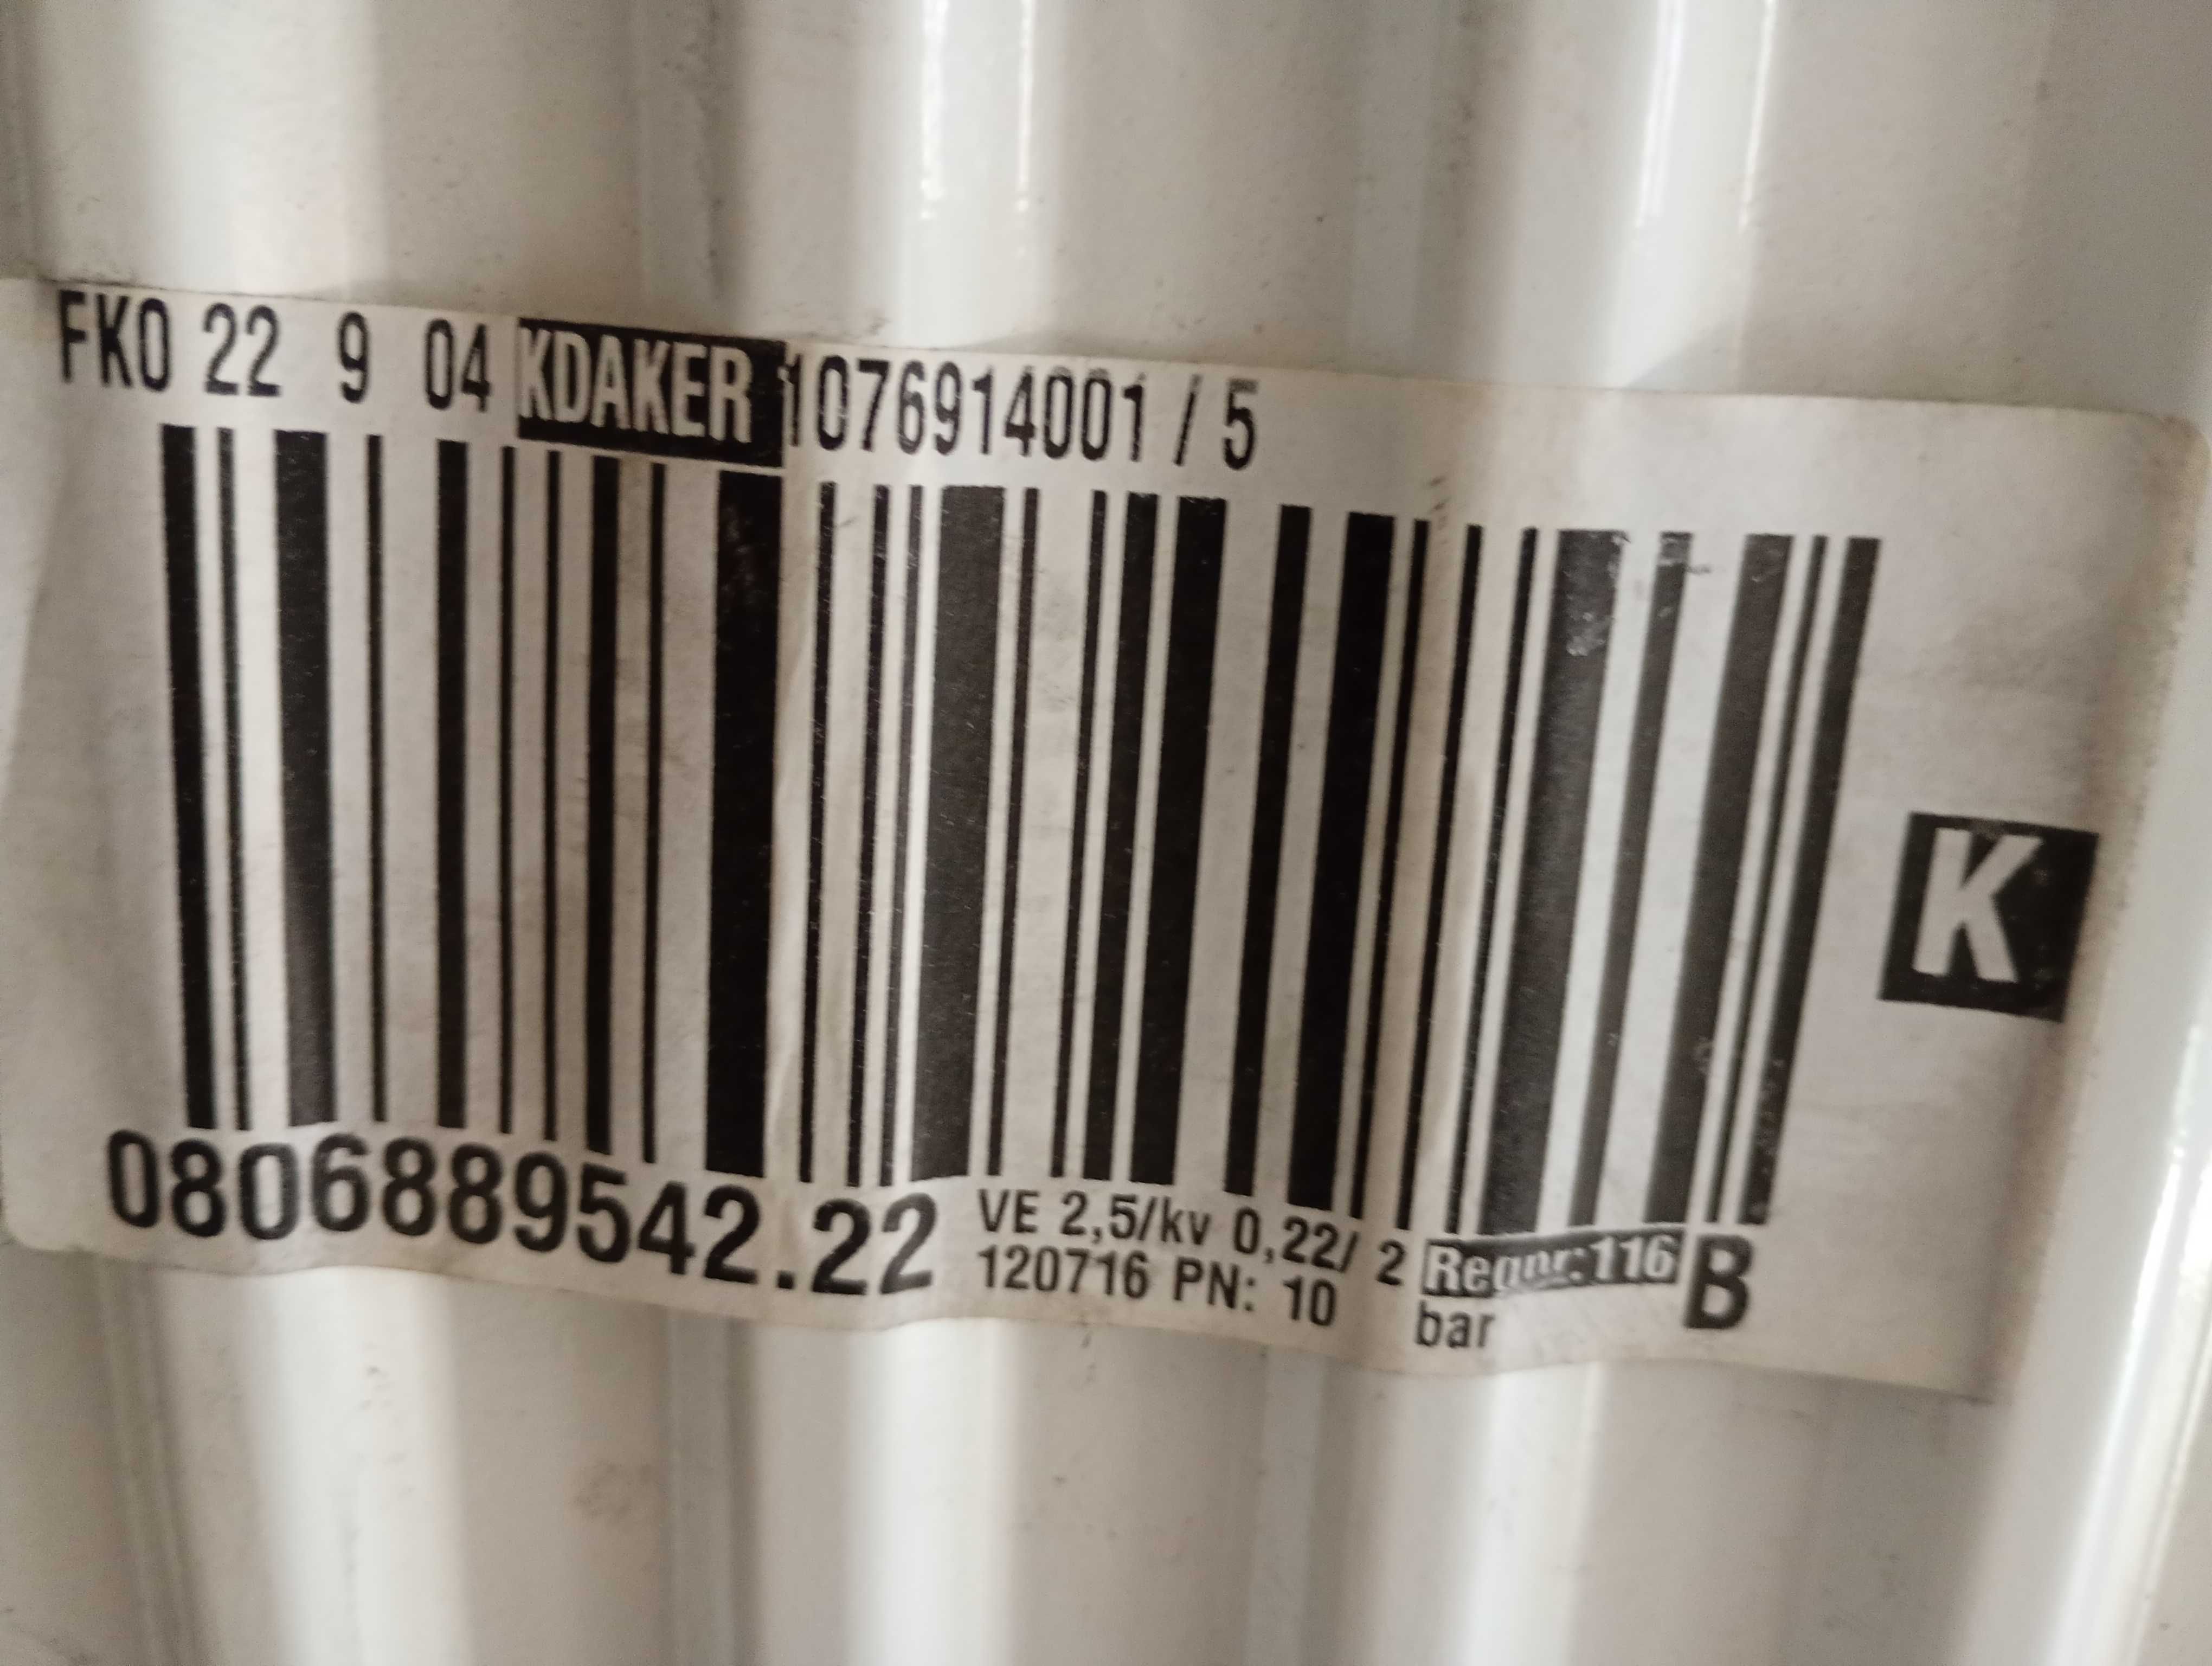 FKO 22 9 04 KDAKER 1076914001 / 5
K
0806889542.22 VE 2,5/kv 0,22/ 2 Regnr.:116 B
120716 PN: 10 bar